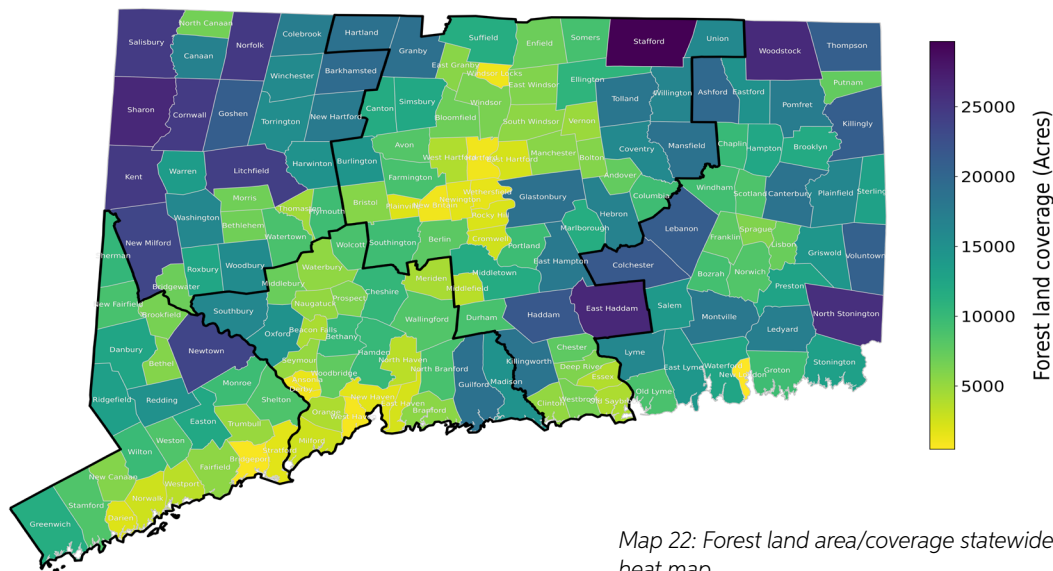 North Canaan
Salisbury
Norfolk
Colebrook
Hartland
Canaan
Granby
Suffield
Enfield
Somers
Stafford
Union
Woodstock
Thompson
Winchester
Barkhamsted
East Granby
Windsor Locks
East Windsor
Ellington
Putnam
Sharon
Cornwall
Goshen
Torrington
New Hartford
Canton
Simsbury
Bloomfield
Windsor
South Windsor
Vernon
Tolland
Willington
Ashford
Eastford
Pomfret
Killingly
Kent
Warren
Litchfield
Harwinton
Burlington
Avon
Farmington
West Hartford
East Hartford
Manchester
Bolton
Coventry
Mansfield
Chaplin
Hampton
Brooklyn
Andover
Columbia
Windham
Scotland
Canterbury
Plainfield
Sterling
Washington
Morris
Bethlehem
Thomaston
Plymouth
Watertown
Bristol
Plainville
New Britain
Newington
Wethersfield
Rocky Hill
Glastonbury
Hebron
Marlborough
Lebanon
Franklin
Sprague
Lisbon
Griswold
Voluntown
New Milford
Sherman
Roxbury
Woodbury
Wolcott
Southington
Berlin
Cromwell
Portland
East Hampton
Colchester
Bozrah
Norwich
Preston
Bridgewater
Middlebury
Waterbury
Cheshire
Meriden
Middletown
Middlefield
New Fairfield
Brookfield
Southbury
Naugatuck
Prospect
Wallingford
Durham
Haddam
East Haddam
Salem
Montville
Ledyard
North Stonington
Danbury
Bethel
Newtown
Oxford
Beacon Falls
Bethany
Hamden
North Haven
North Branford
Guilford
Madison
Killingworth
Chester
Deep River
Essex
Lyme
East Lyme
Waterford
New London
Groton
Stonington
Ridgefield
Redding
Monroe
Seymour
Woodbridge
Ansonia
Derby
Shelton
Orange
West Haven
New Haven
East Haven
Branford
Clinton
Westbrook
Old Saybrook
Old Lyme
Easton
Trumbull
Weston
Wilton
Milford
Stratford
Bridgeport
Fairfield
New Canaan
Westport
Norwalk
Stamford
Darien
Greenwich
25000
20000
15000
10000
5000
Forest land coverage (Acres)
Map 22: Forest land area/coverage statewide
heat map